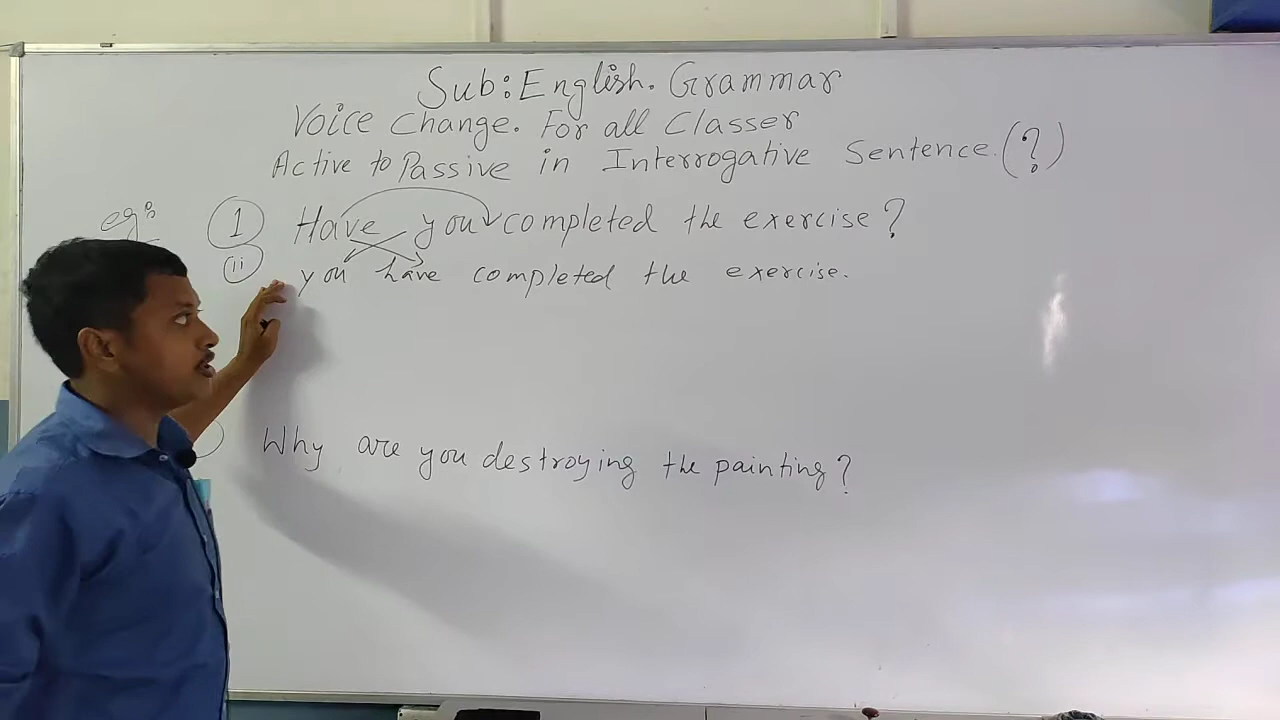 Sub: English. Grammar
Voice Change. For all Classer
Active to Passive in Interrogative Sentence. (?)
eg:
1 Have you completed the exercise?
ii you have completed the exercise.
Why are you destroying the painting?